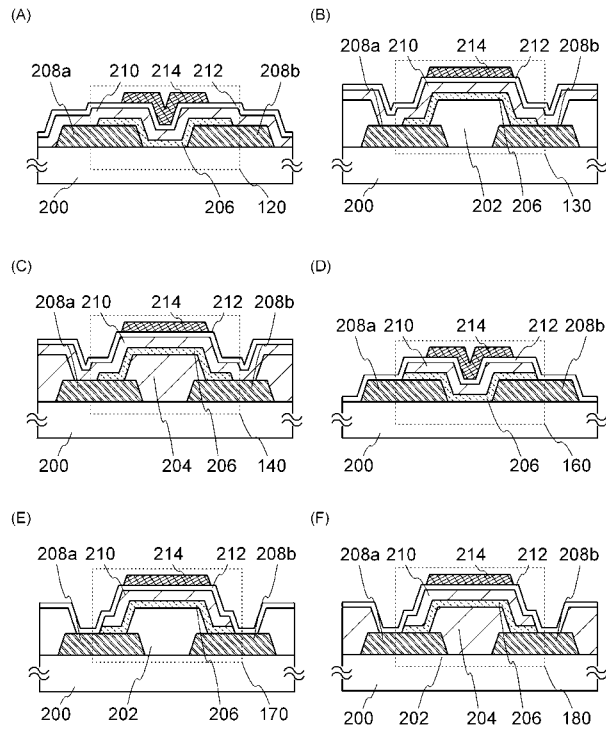 (A)
208a 210 214 212 208b
200 206 120
(B)
208a 210 214 212 208b
200 202 206 130
(C)
208a 210 214 212 208b
200 204 206 140
(D)
208a 210 214 212 208b
200 206 160
(E)
208a 210 214 212 208b
200 202 206 170
(F)
208a 210 214 212 208b
200 202 204 206 180